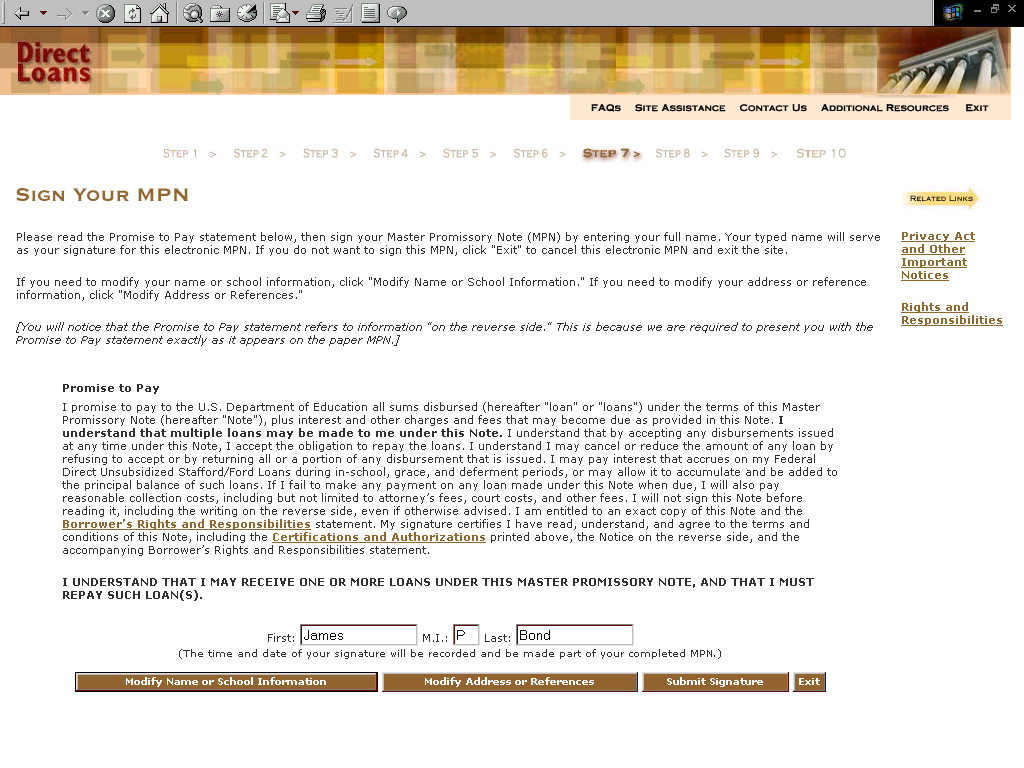 Direct
Loans
FAQs SITE ASSISTANCE CONTACT US ADDITIONAL RESOURCES EXIT
STEP 1 > STEP 2 > STEP 3 > STEP 4 > STEP 5 > STEP 6 > STEP 7 > STEP 8 > STEP 9 > STEP 10
SIGN YOUR MPN
Please read the Promise to Pay statement below, then sign your Master Promissory Note (MPN) by entering your full name. Your typed name will serve
as your signature for this electronic MPN. If you do not want to sign this MPN, click "Exit" to cancel this electronic MPN and exit the site.
If you need to modify your name or school information, click "Modify Name or School Information." If you need to modify your address or reference
information, click "Modify Address or References."
[You will notice that the Promise to Pay statement refers to information "on the reverse side." This is because we are required to present you with the
Promise to Pay statement exactly as it appears on the paper MPN.]
RELATED LINKS
Privacy Act
and Other
Important
Notices
Rights and
Responsibilities
Promise to Pay
I promise to pay to the U.S. Department of Education all sums disbursed (hereafter "loan" or "loans") under the terms of this Master
Promissory Note (hereafter "Note"), plus interest and other charges and fees that may become due as provided in this Note. I
understand that multiple loans may be made to me under this Note. I understand that by accepting any disbursements issued
at any time under this Note, I accept the obligation to repay the loans. I understand I may cancel or reduce the amount of any loan by
refusing to accept or by returning all or a portion of any disbursement that is issued. I may pay interest that accrues on my Federal
Direct Unsubsidized Stafford/Ford Loans during in-school, grace, and deferment periods, or may allow it to accumulate and be added to
the principal balance of such loans. If I fail to make any payment on any loan made under this Note when due, I will also pay
reasonable collection costs, including but not limited to attorney's fees, court costs, and other fees. I will not sign this Note before
reading it, including the writing on the reverse side, even if otherwise advised. I am entitled to an exact copy of this Note and the
Borrower's Rights and Responsibilities statement. My signature certifies I have read, understand, and agree to the terms and
conditions of this Note, including the Certifications and Authorizations printed above, the Notice on the reverse side, and the
accompanying Borrower's Rights and Responsibilities statement.
I UNDERSTAND THAT I MAY RECEIVE ONE OR MORE LOANS UNDER THIS MASTER PROMISSORY NOTE, AND THAT I MUST
REPAY SUCH LOAN(S).
First: James M.I.: P Last: Bond
(The time and date of your signature will be recorded and be made part of your completed MPN.)
Modify Name or School Information Modify Address or References Submit Signature Exit